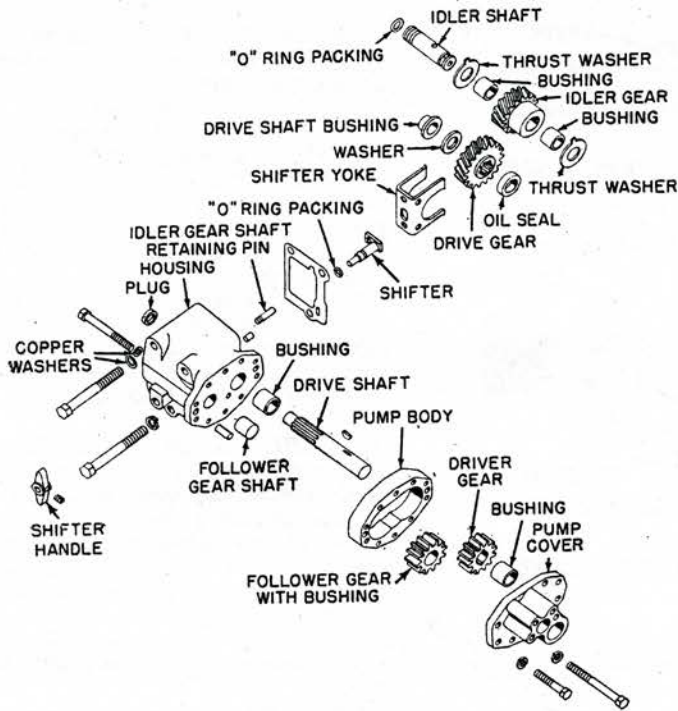 IDLER SHAFT
"O" RING PACKING
THRUST WASHER
BUSHING
IDLER GEAR
BUSHING
DRIVE SHAFT BUSHING
WASHER
SHIFTER YOKE
THRUST WASHER
"O" RING PACKING
OIL SEAL
DRIVE GEAR
IDLER GEAR SHAFT
RETAINING PIN
HOUSING
PLUG
SHIFTER
COPPER
WASHERS
BUSHING
DRIVE SHAFT
PUMP BODY
FOLLOWER
GEAR SHAFT
DRIVER
GEAR
BUSHING
PUMP
COVER
SHIFTER
HANDLE
FOLLOWER GEAR
WITH BUSHING